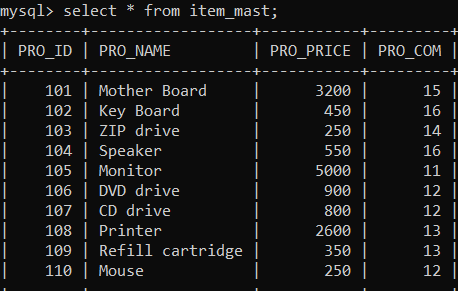 mysql> select * from item_mast;
+--------+------------------+-----------+---------+
| PRO_ID | PRO_NAME         | PRO_PRICE | PRO_COM |
+--------+------------------+-----------+---------+
|    101 | Mother Board     |      3200 |      15 |
|    102 | Key Board        |       450 |      16 |
|    103 | ZIP drive        |       250 |      14 |
|    104 | Speaker          |       550 |      16 |
|    105 | Monitor          |      5000 |      11 |
|    106 | DVD drive        |       900 |      12 |
|    107 | CD drive         |       800 |      12 |
|    108 | Printer          |      2600 |      13 |
|    109 | Refill cartridge |       350 |      13 |
|    110 | Mouse            |       250 |      12 |
+--------+------------------+-----------+---------+